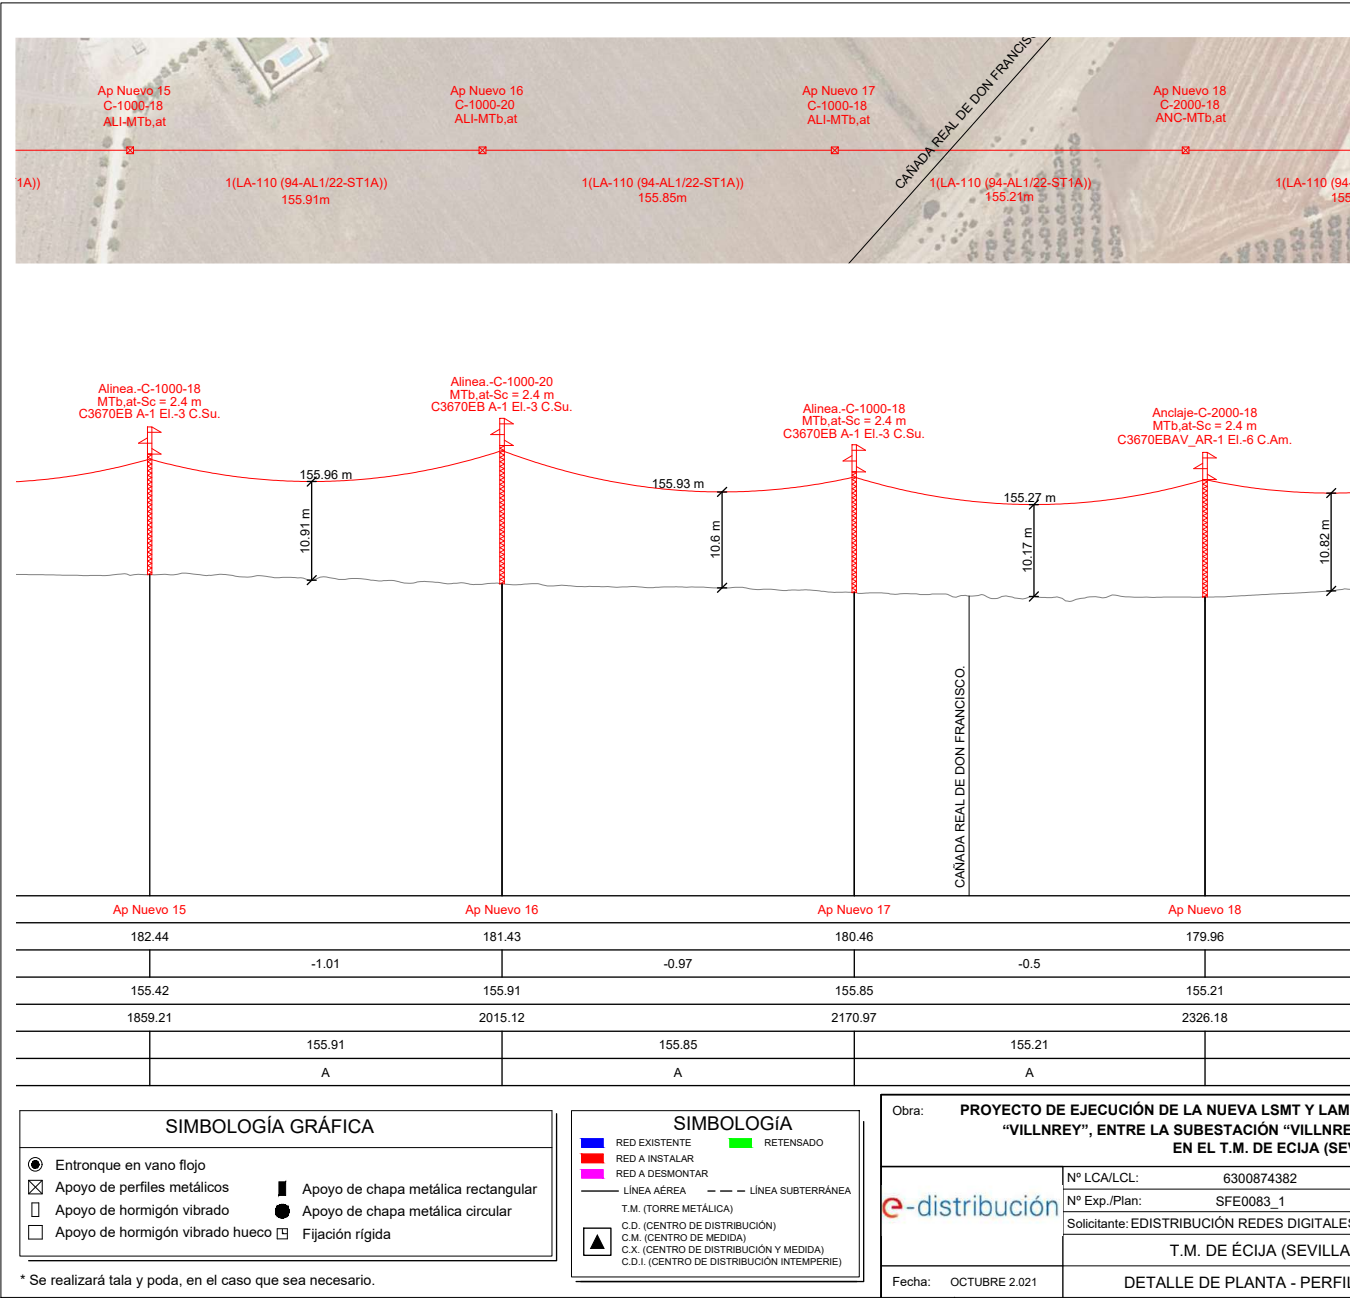 Ap Nuevo 15
C-1000-18
ALI-MTb,at
Ap Nuevo 16
C-1000-20
ALI-MTb,at
Ap Nuevo 17
C-1000-18
ALI-MTb,at
Ap Nuevo 18
C-2000-18
ANC-MTb,at
CAÑADA REAL DE DON FRANCISC
1A))
1(LA-110 (94-AL1/22-ST1A))
155.91m
1(LA-110 (94-AL1/22-ST1A))
155.85m
1(LA-110 (94-AL1/22-ST1A))
155.21m
1(LA-110 (94-
155
Alinea.-C-1000-18
MTb,at-Sc = 2.4 m
C3670EB A-1 El.-3 C.Su.
Alinea.-C-1000-20
MTb,at-Sc = 2.4 m
C3670EB A-1 El.-3 C.Su.
Alinea.-C-1000-18
MTb,at-Sc = 2.4 m
C3670EB A-1 El.-3 C.Su.
Anclaje-C-2000-18
MTb,at-Sc = 2.4 m
C3670EBAV_AR-1 El.-6 C.Am.
155.96 m
155.93 m
155.27 m
10.91 m
10.6 m
10.17 m
10.82 m
CAÑADA REAL DE DON FRANCISCO.
Ap Nuevo 15 Ap Nuevo 16 Ap Nuevo 17 Ap Nuevo 18
182.44 181.43 180.46 179.96
-1.01 -0.97 -0.5
155.42 155.91 155.85 155.21
1859.21 2015.12 2170.97 2326.18
155.91 155.85 155.21
A A A
SIMBOLOGÍA GRÁFICA
Entronque en vano flojo
Apoyo de perfiles metálicos
Apoyo de hormigón vibrado
Apoyo de hormigón vibrado hueco
Apoyo de chapa metálica rectangular
Apoyo de chapa metálica circular
Fijación rígida
* Se realizará tala y poda, en el caso que sea necesario.
SIMBOLOGíA
RED EXISTENTE
RETENSADO
RED A INSTALAR
RED A DESMONTAR
LÍNEA AÉREA
LÍNEA SUBTERRÁNEA
T.M. (TORRE METÁLICA)
C.D. (CENTRO DE DISTRIBUCIÓN)
C.M. (CENTRO DE MEDIDA)
C.X. (CENTRO DE DISTRIBUCIÓN Y MEDIDA)
C.D.I. (CENTRO DE DISTRIBUCIÓN INTEMPERIE)
Obra: PROYECTO DE EJECUCIÓN DE LA NUEVA LSMT Y LAM
“VILLNREY”, ENTRE LA SUBESTACIÓN “VILLNRE
EN EL T.M. DE ECIJA (SEV
e-distribución
Nº LCA/LCL: 6300874382
Nº Exp./Plan: SFE0083_1
Solicitante: EDISTRIBUCIÓN REDES DIGITALES
T.M. DE ÉCIJA (SEVILLA
Fecha: OCTUBRE 2.021
DETALLE DE PLANTA - PERFIL